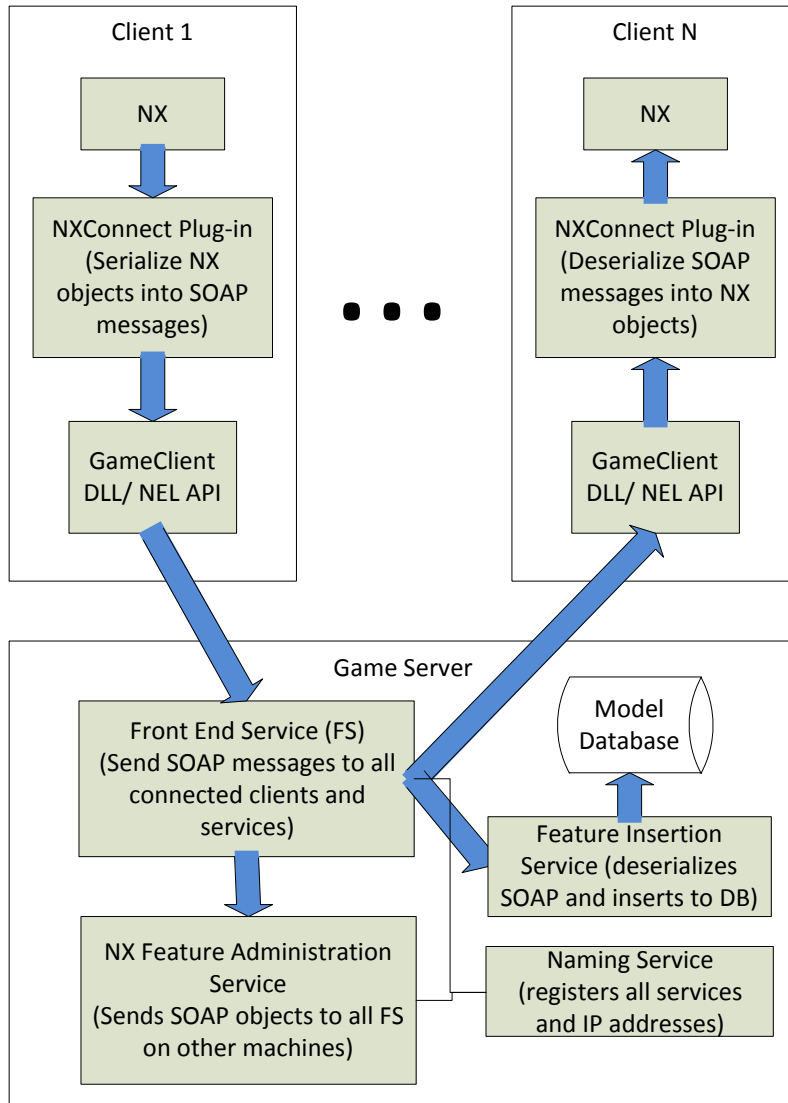 Client 1
NX
NXConnect Plug-in
(Serialize NX
objects into SOAP
messages)
GameClient
DLL/ NEL API
Client N
NX
NXConnect Plug-in
(Deserialize SOAP
messages into NX
objects)
GameClient
DLL/ NEL API
Game Server
Front End Service (FS)
(Send SOAP messages to all
connected clients and
services)
Model
Database
Feature Insertion
Service (deserializes
SOAP and inserts to DB)
NX Feature Administration
Service
(Sends SOAP objects to all FS
on other machines)
Naming Service
(registers all services
and IP addresses)